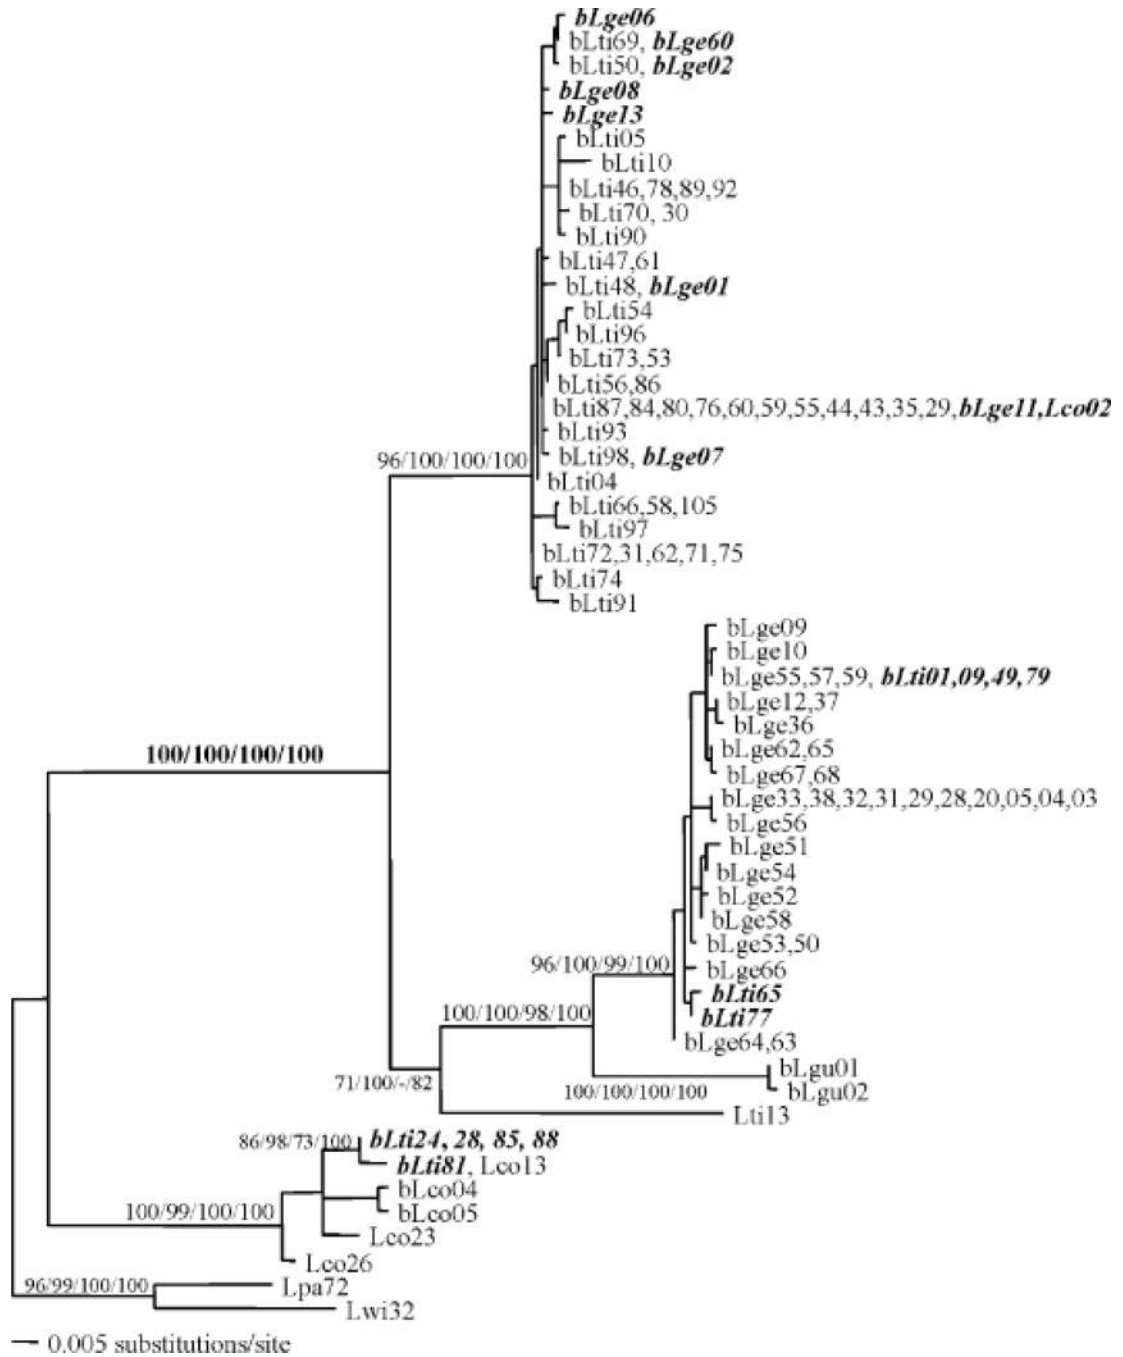 bLge06
bLti69, bLge60
bLti50, bLge02
bLge08
bLge13
bLti05
bLti10
bLti46,78,89,92
bLti70, 30
bLti90
bLti47,61
bLti48, bLge01
bLti54
bLti96
bLti73,53
bLti56,86
bLti87,84,80,76,60,59,55,44,43,35,29,bLge11,Lco02
bLti93
96/100/100/100
bLti98, bLge07
bLti04
bLti66,58,105
bLti97
bLti72,31,62,71,75
bLti74
bLti91
bLge09
bLge10
bLge55,57,59, bLti01,09,49,79
bLge12,37
bLge36
100/100/100/100
bLge62,65
bLge67,68
bLge33,38,32,31,29,28,20,05,04,03
bLge56
bLge51
bLge54
bLge52
bLge58
bLge53,50
96/100/99/100
bLge66
bLti65
100/100/98/100
bLti77
bLge64,63
bLgu01
71/100/-/82
100/100/100/100
bLgu02
Lti13
86/98/73/100
bLti24, 28, 85, 88
bLti81, Lco13
bLco04
100/99/100/100
bLco05
Lco23
Lco26
96/99/100/100
Lpa72
Lwi32
0.005 substitutions/site